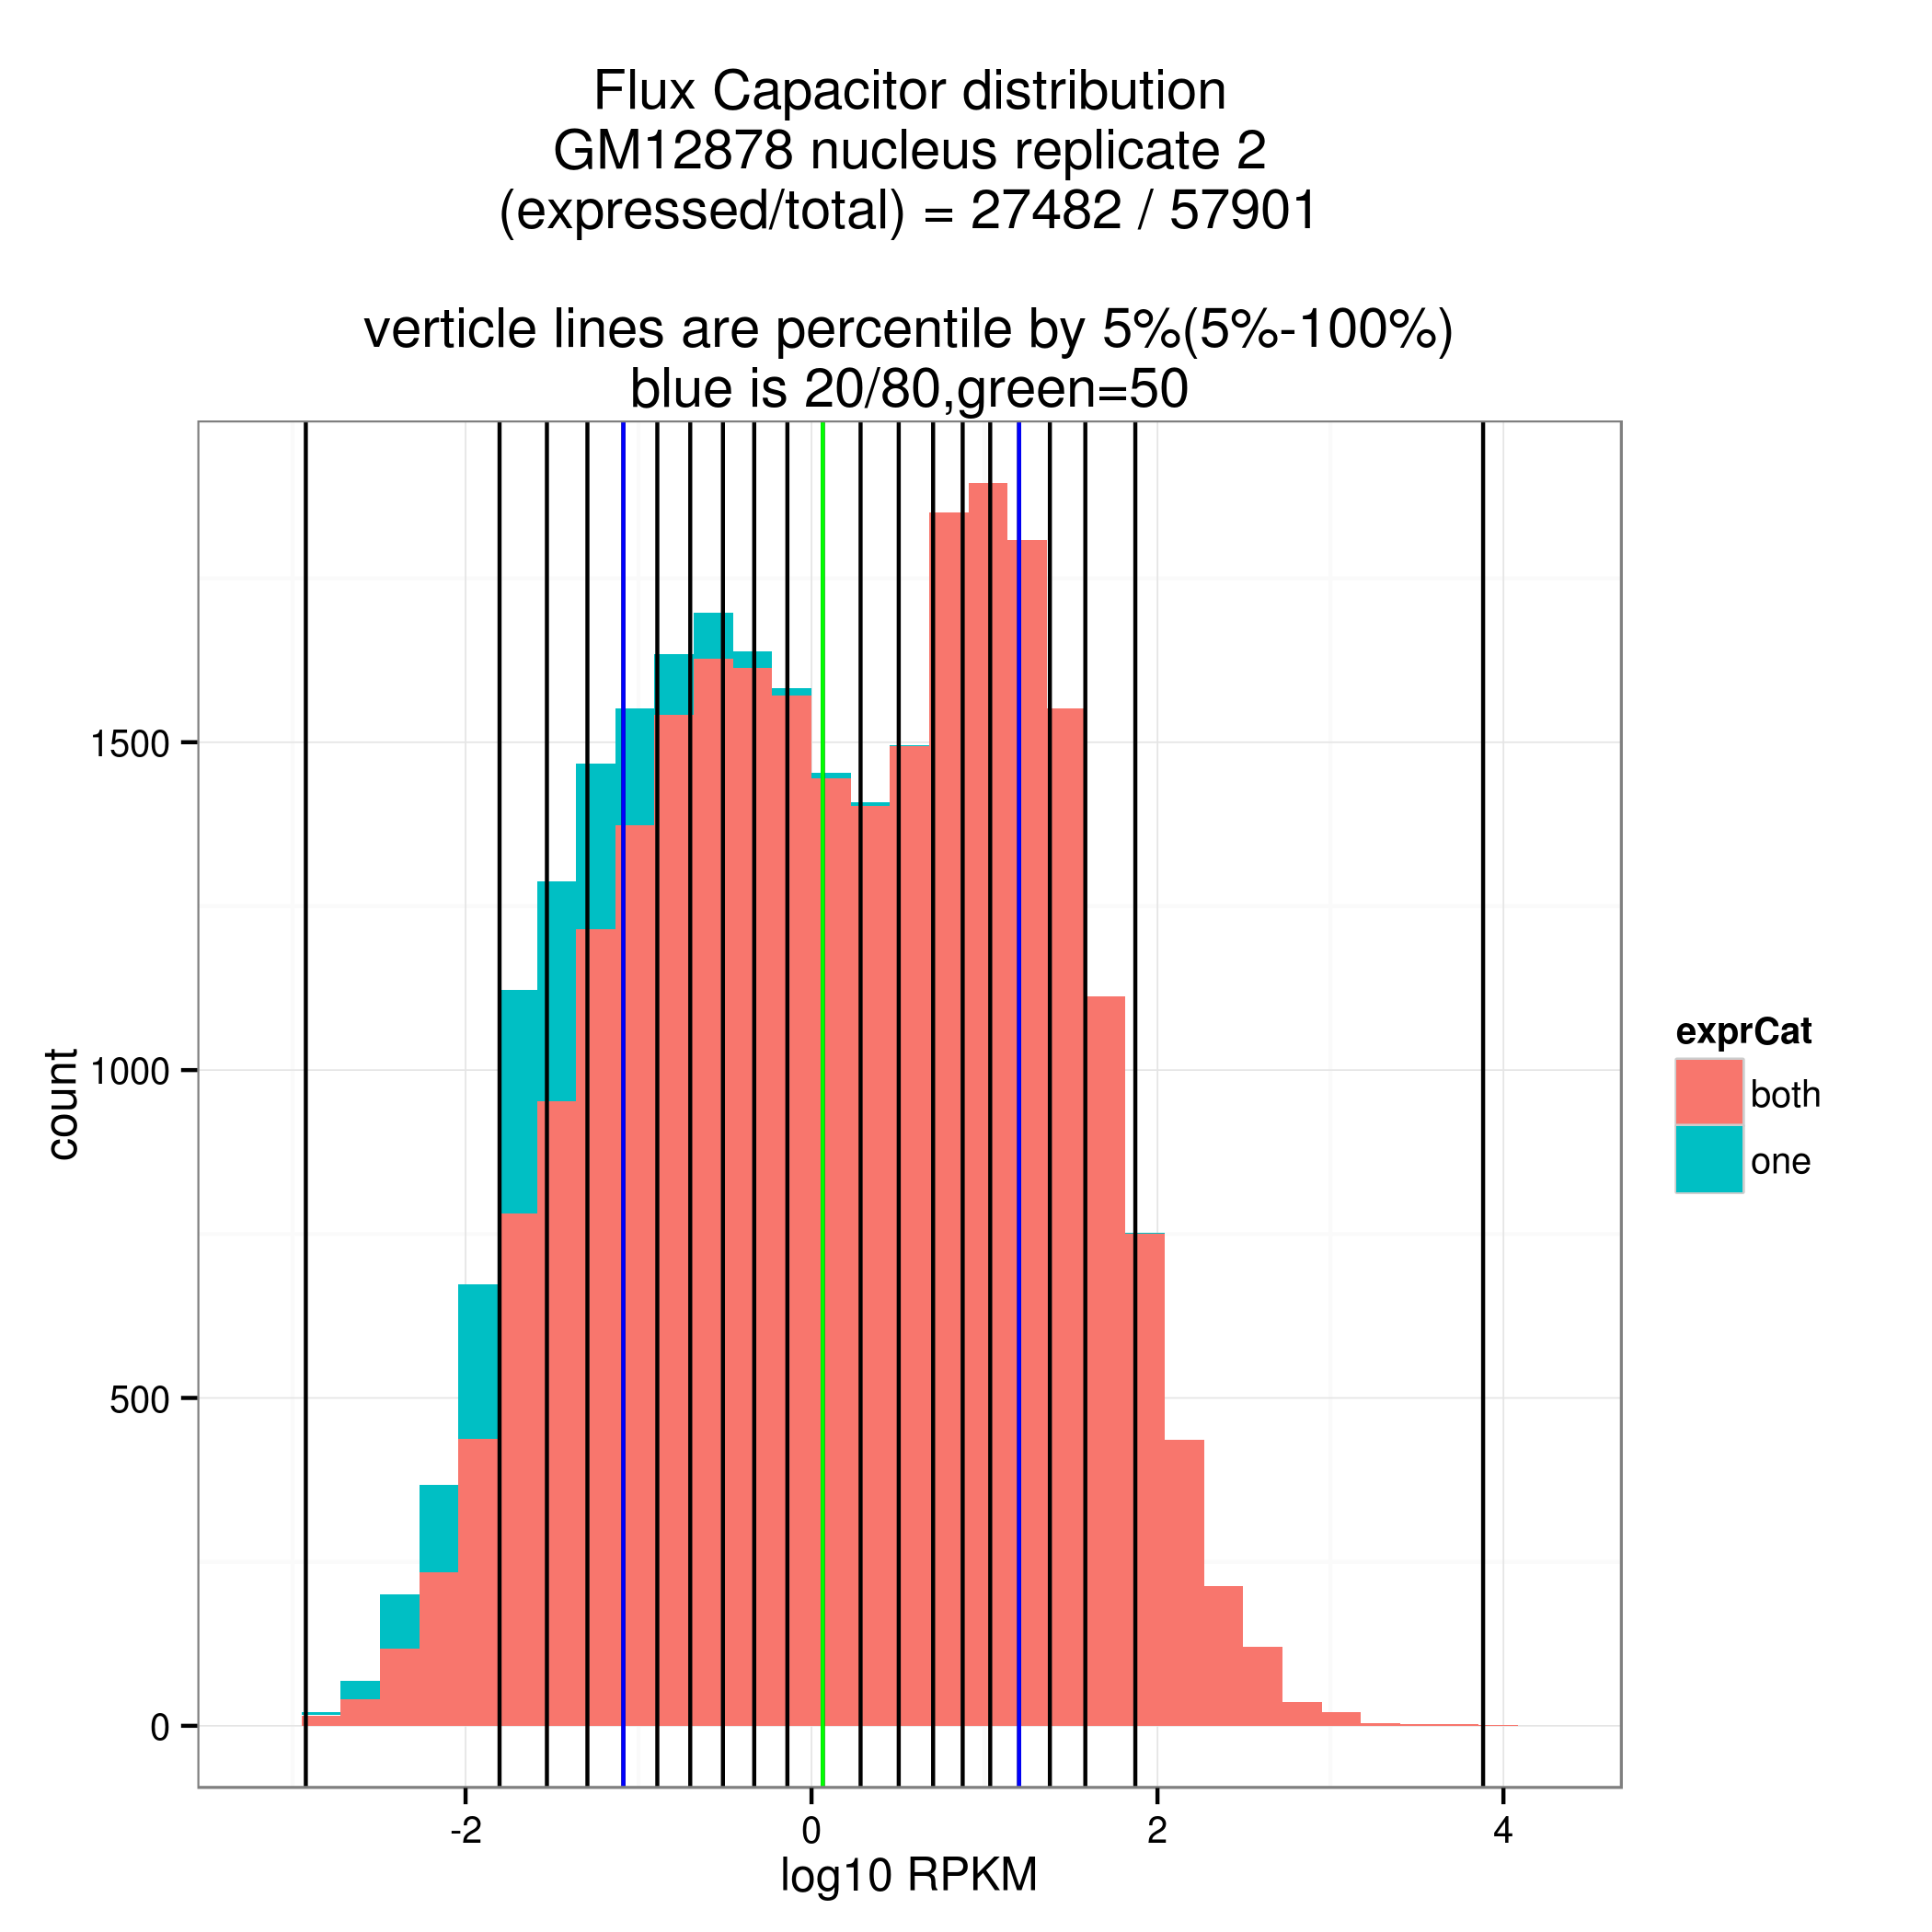 Flux Capacitor distribution
GM12878 nucleus replicate 2
(expressed/total) = 27482 / 57901
verticle lines are percentile by 5%(5%-100%)
blue is 20/80,green=50
1500
1000
500
0
count
-2
0
2
4
log10 RPKM
exprCat
both
one